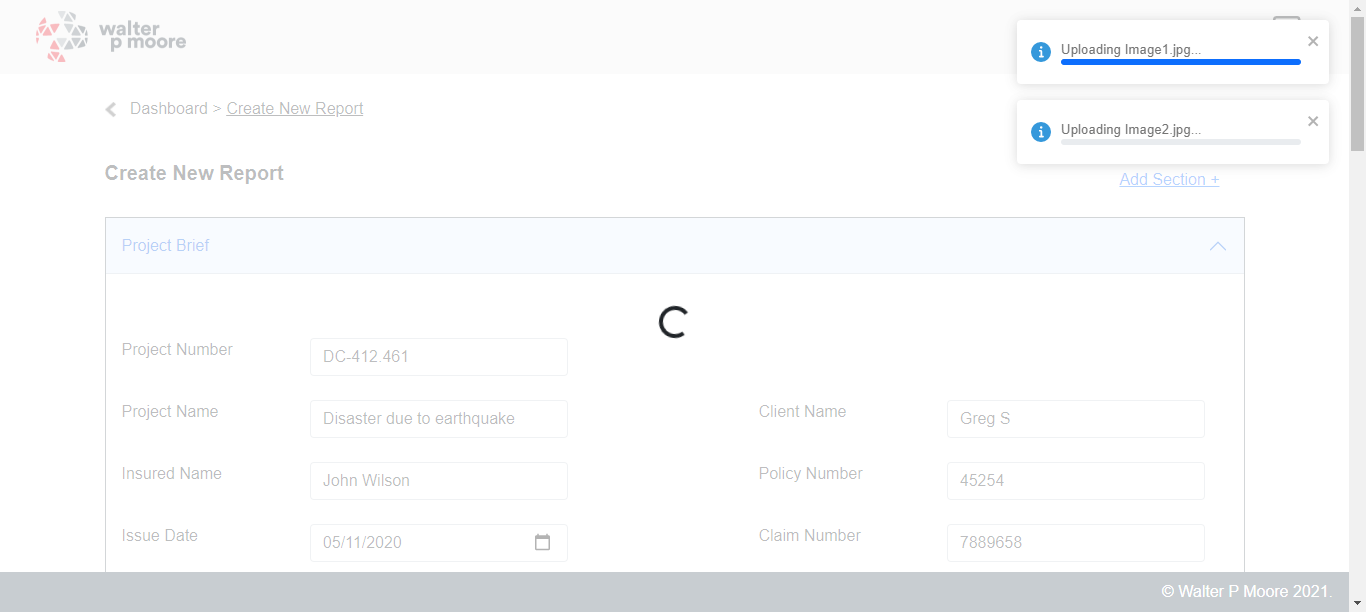 walter
p moore
Uploading Image1.jpg...
Uploading Image2.jpg...
Dashboard > Create New Report
Create New Report
Add Section +
Project Brief
Project Number DC-412.461
Project Name Disaster due to earthquake Client Name Greg S
Insured Name John Wilson Policy Number 45254
Issue Date 05/11/2020 Claim Number 7889658
© Walter P Moore 2021.